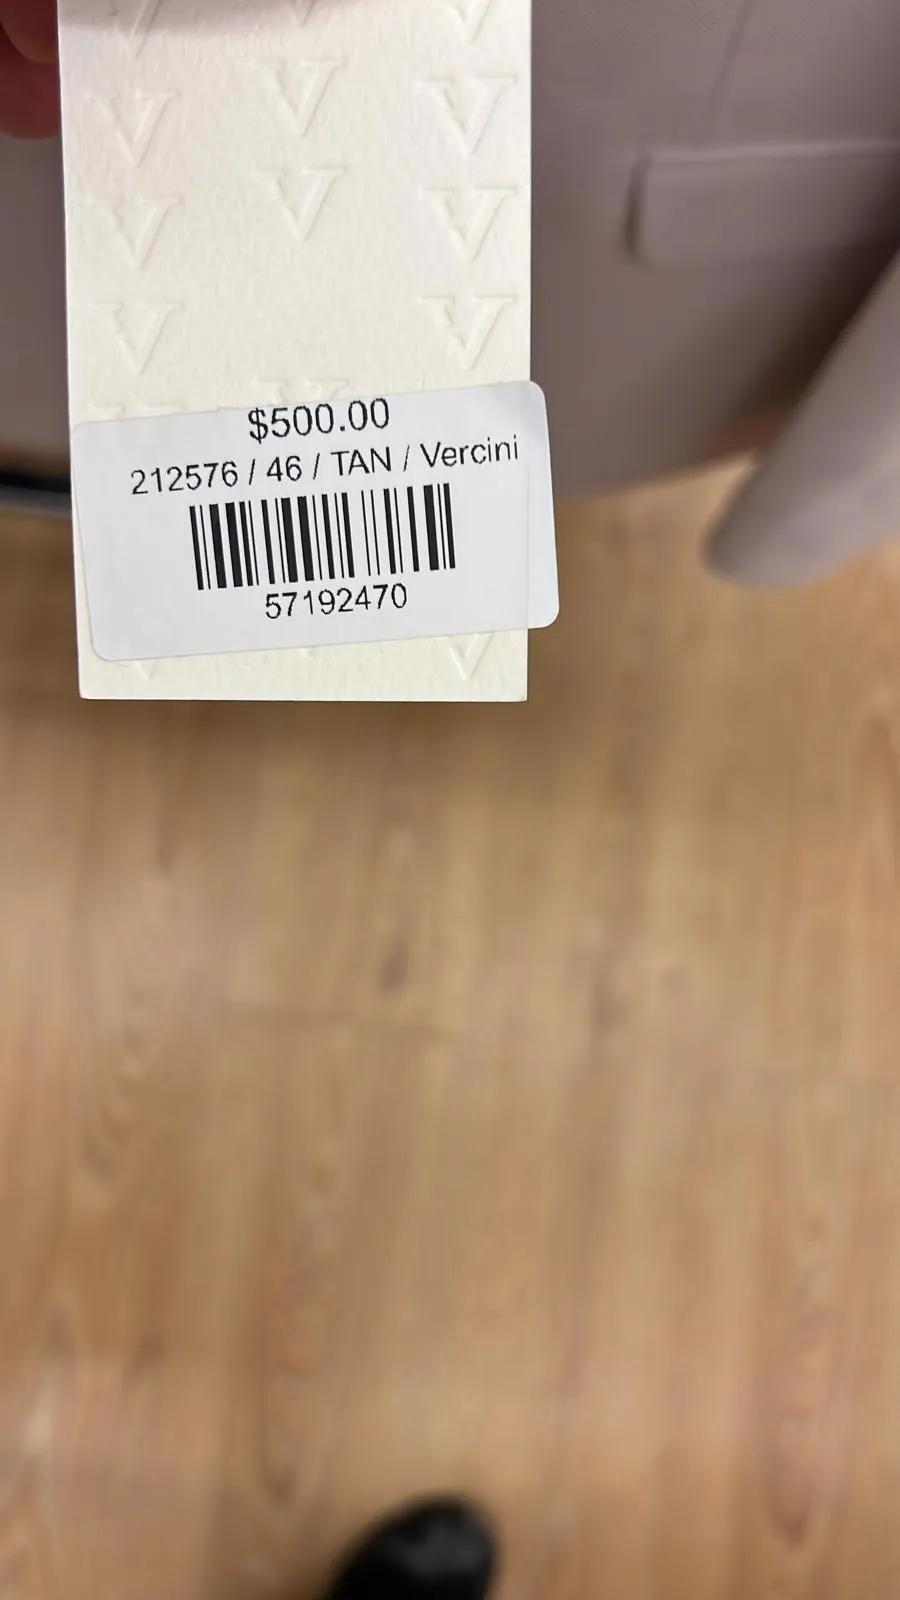 V V V
V V V
V V V
V V
$500.00
212576 / 46 / TAN / Vercini
57192470
V V